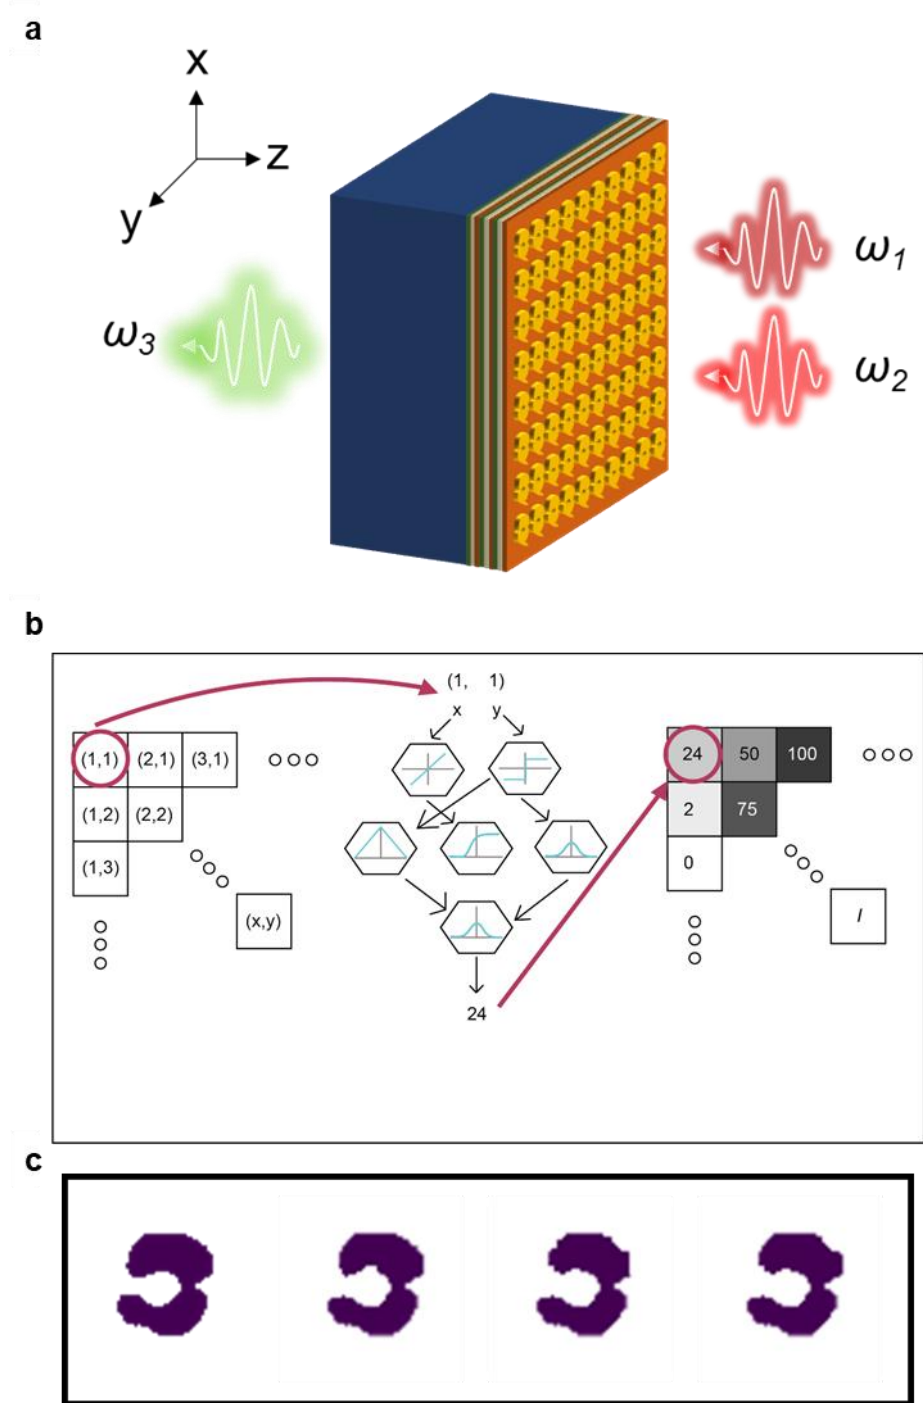 a
x
z
y
ω1
ω3
ω2
b
(1, 1)
x y
(1,1) (2,1) (3,1)
24 50 100
(1,2) (2,2)
2 75
(1,3)
0
(x,y)
I
24
c